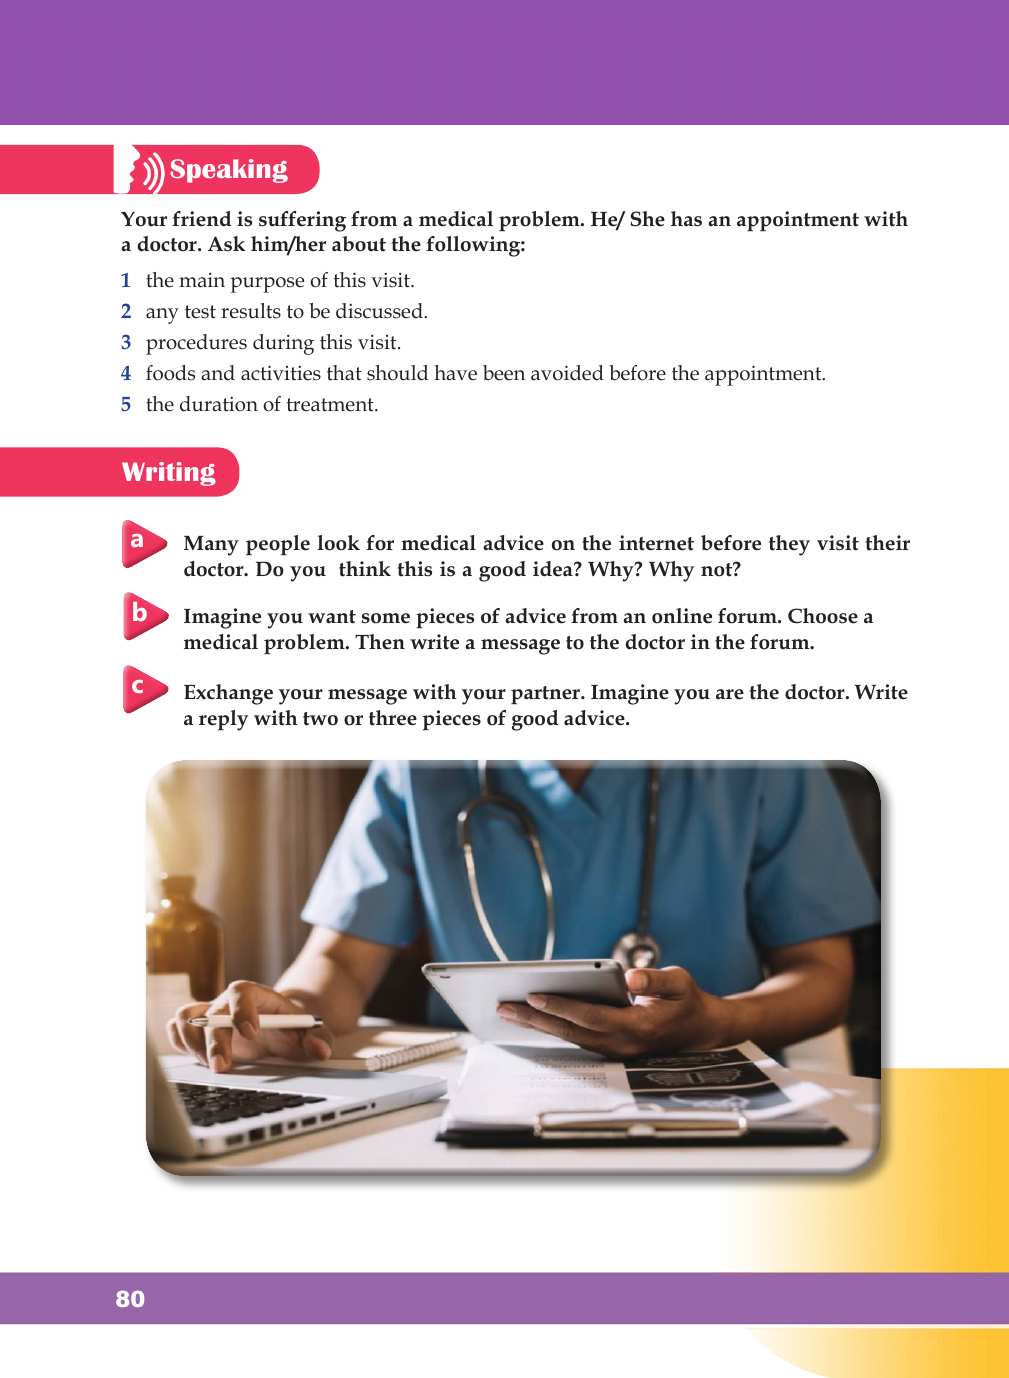 Speaking
Your friend is suffering from a medical problem. He/ She has an appointment with
a doctor. Ask him/her about the following:
1 the main purpose of this visit.
2 any test results to be discussed.
3 procedures during this visit.
4 foods and activities that should have been avoided before the appointment.
5 the duration of treatment.
Writing
a Many people look for medical advice on the internet before they visit their
doctor. Do you think this is a good idea? Why? Why not?
b Imagine you want some pieces of advice from an online forum. Choose a
medical problem. Then write a message to the doctor in the forum.
c Exchange your message with your partner. Imagine you are the doctor. Write
a reply with two or three pieces of good advice.
80